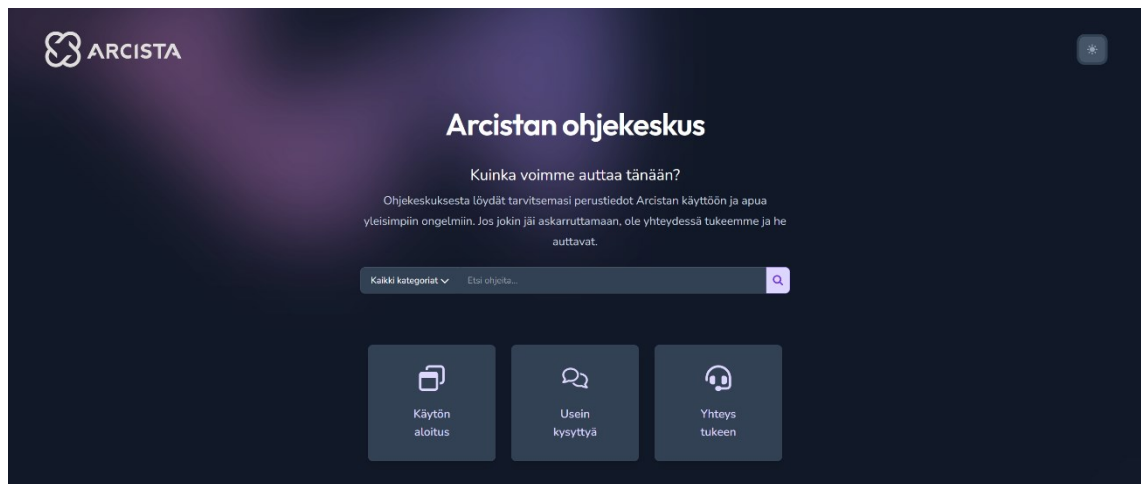 ARCISTA
Arcistan ohjekeskus
Kuinka voimme auttaa tänään?
Ohjekeskuksesta löydät tarvitsemasi perustiedot Arcistan käyttöön ja apua
yleisimpiin ongelmiin. Jos jokin jäi askarruttamaan, ole yhteydessä tukeemme ja he
auttavat.
Kaikki kategoriat Etsi ohjeita...
Käytön
aloitus
Usein
kysyttyä
Yhteys
tukeen